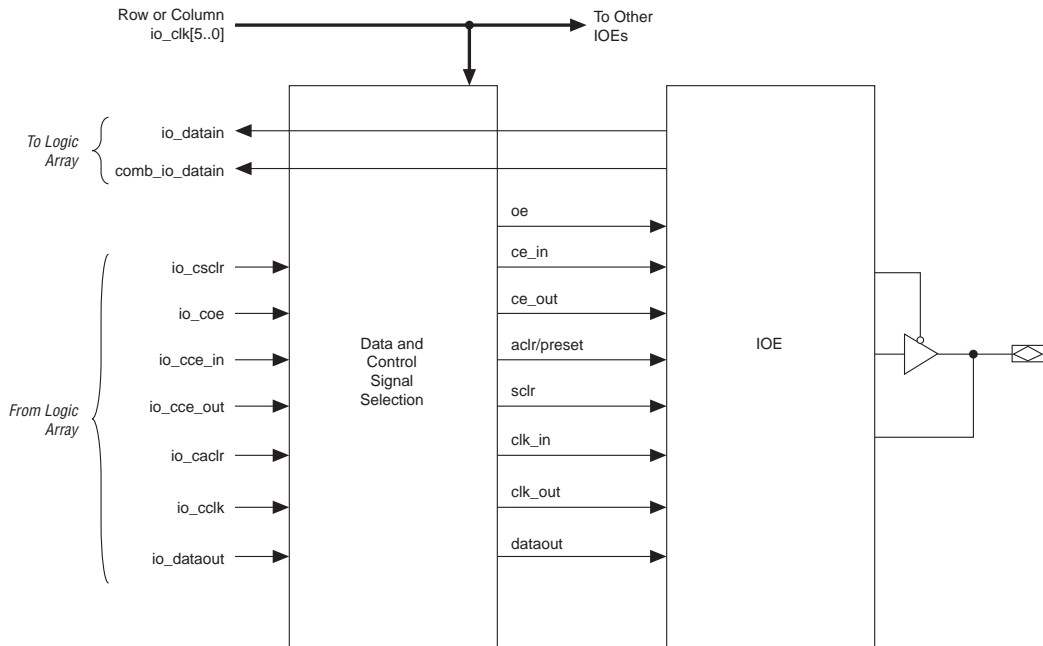 Row or Column
io_clk[5..0]
To Other
IOEs
To Logic
Array
io_datain
comb_io_datain
oe
ce_in
ce_out
aclr/preset
sclr
clk_in
clk_out
dataout
From Logic
Array
io_csclr
io_coe
io_cce_in
io_cce_out
io_caclr
io_cclk
io_dataout
Data and
Control
Signal
Selection
IOE